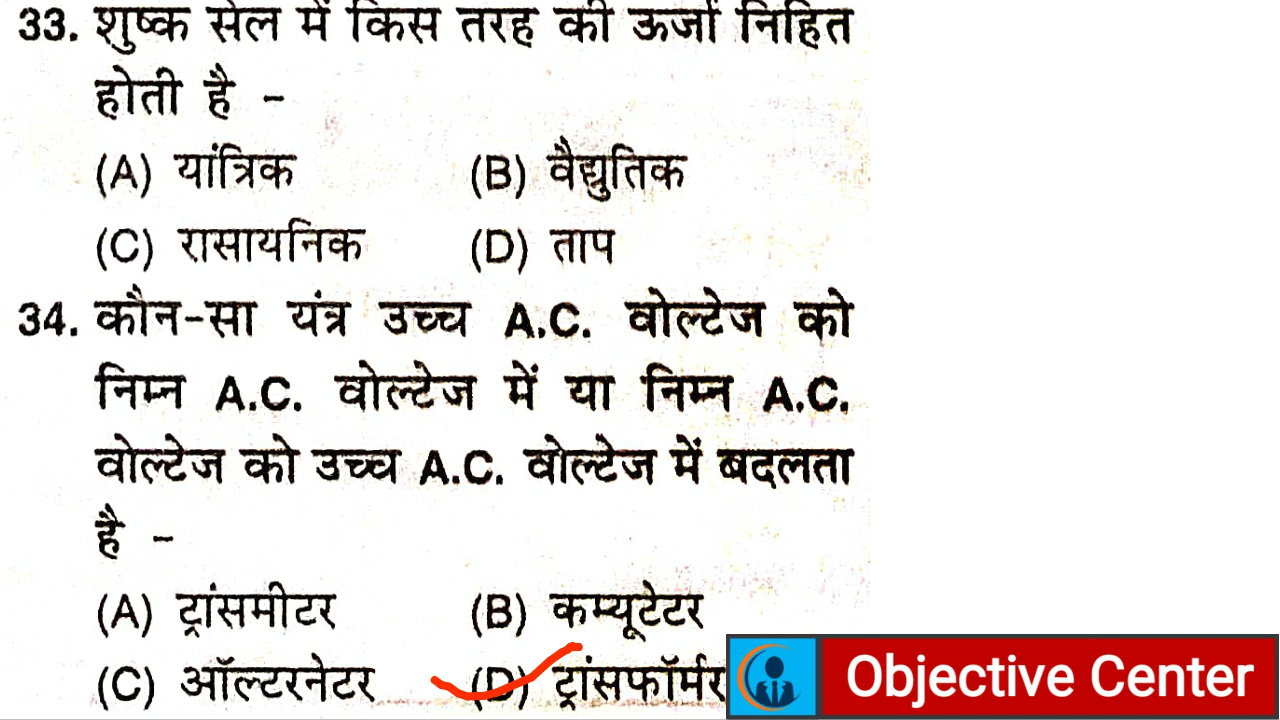 33. शुष्क सेल में किस तरह की ऊर्जा निहित
होती है -
(A) यांत्रिक (B) वैद्युतिक
(C) रासायनिक (D) ताप
34. कौन-सा यंत्र उच्च A.C. वोल्टेज को
निम्न A.C. वोल्टेज में या निम्न A.C.
वोल्टेज को उच्च A.C. वोल्टेज में बदलता
है -
(A) ट्रांसमीटर (B) कम्यूटेटर
(C) ऑल्टरनेटर (D) ट्रांसफॉर्मर
Objective Center